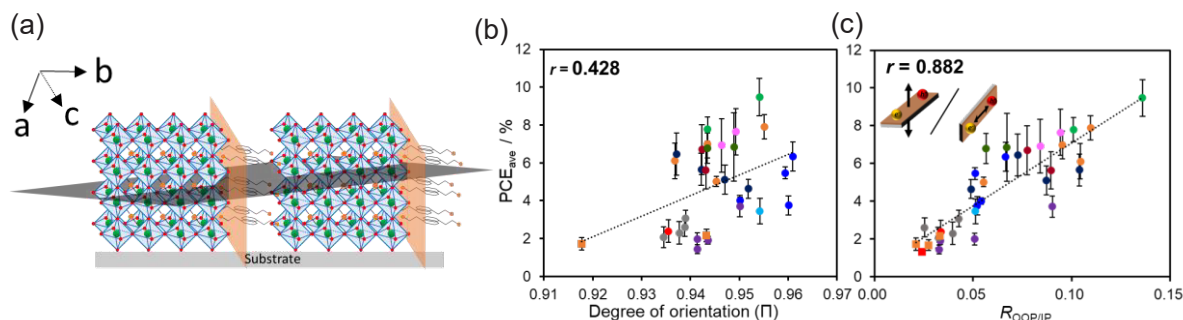 (a)
b
c
a
Substrate
(b)
r = 0.428
PCEave / %
12
10
8
6
4
2
0
0.91 0.92 0.93 0.94 0.95 0.96 0.97
Degree of orientation (Π)
(c)
r = 0.882
12
10
8
6
4
2
0
0.00 0.05 0.10 0.15
ROOP/IP